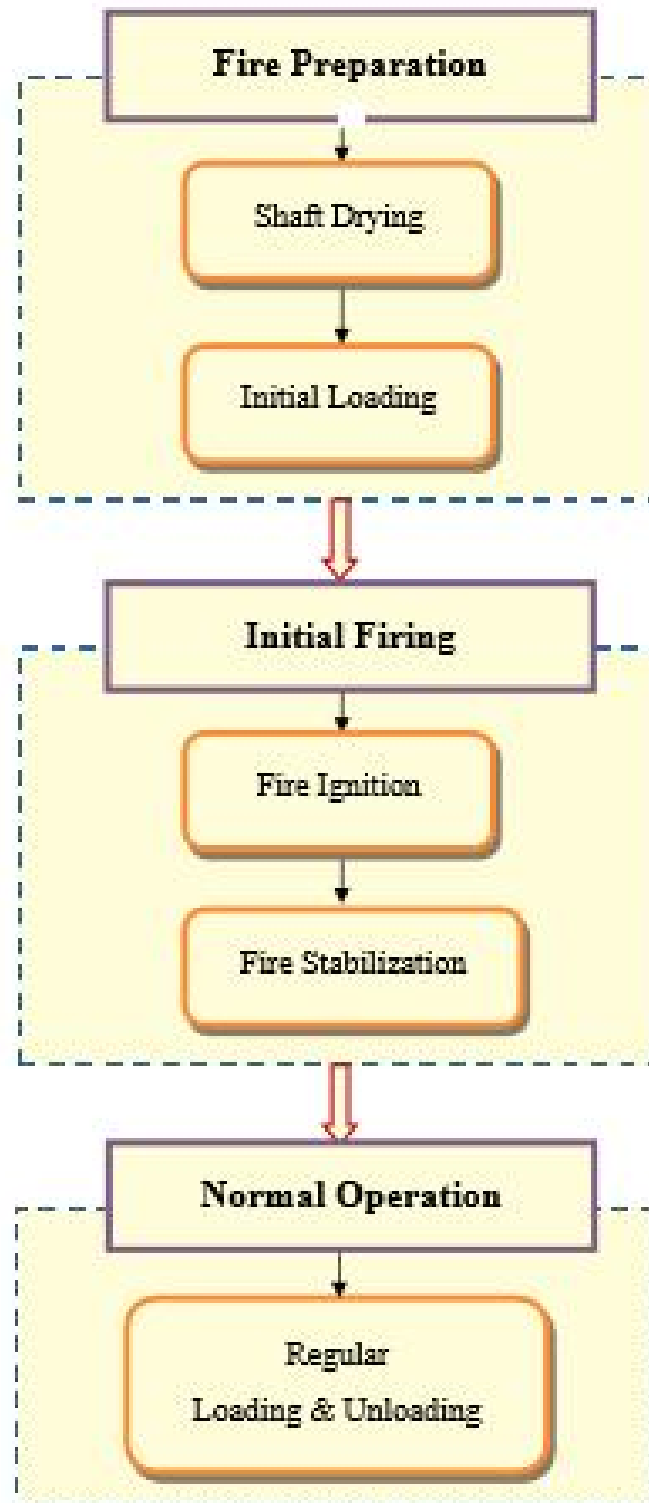 Fire Preparation
Shaft Drying
Initial Loading
Initial Firing
Fire Ignition
Fire Stabilization
Normal Operation
Regular
Loading & Unloading